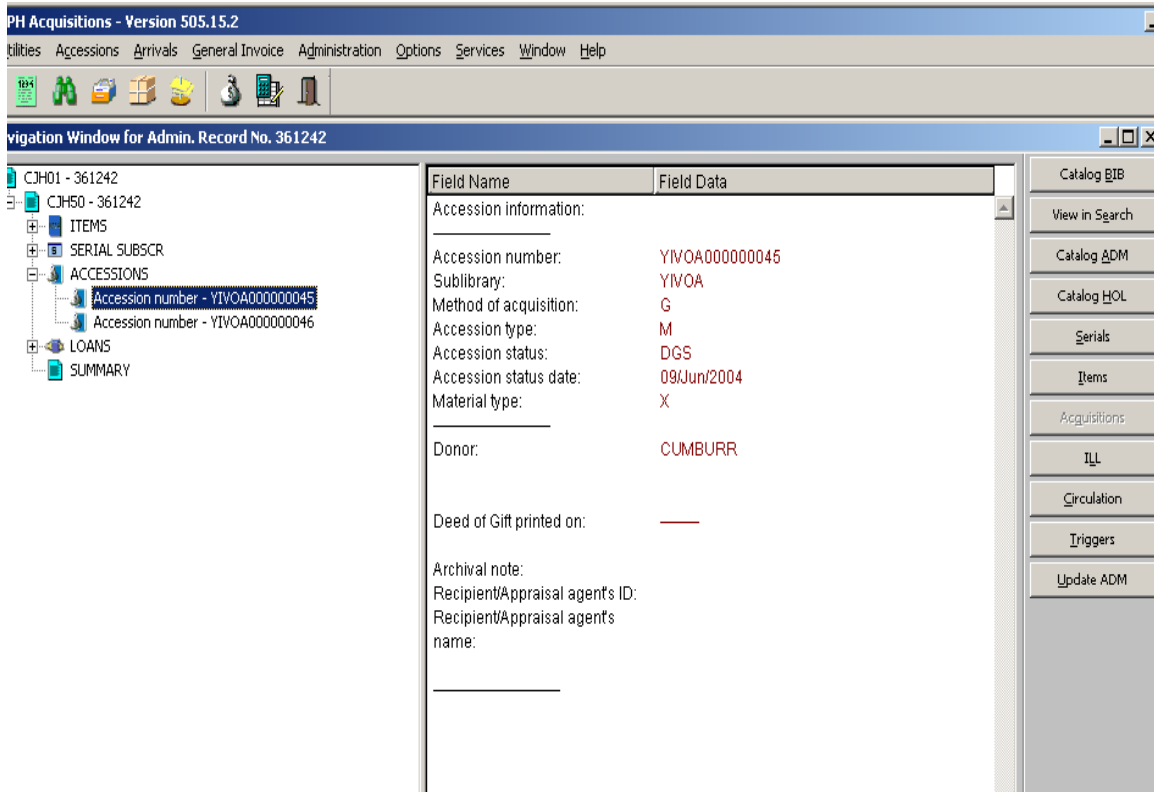 PH Acquisitions - Version 505.15.2
tilities Accessions Arrivals General Invoice Administration Options Services Window Help
1894
vigation Window for Admin. Record No. 361242
CJH01 - 361242
CJH50 - 361242
ITEMS
SERIAL SUBSCR
ACCESSIONS
Accession number - YIVOA000000045
Accession number - YIVOA000000046
LOANS
SUMMARY
Field Name Field Data
Accession information:
Accession number: YIVOA000000045
Sublibrary: YIVOA
Method of acquisition: G
Accession type: M
Accession status: DGS
Accession status date: 09/Jun/2004
Material type: X
Donor: CUMBURR
Deed of Gift printed on:
Archival note:
Recipient/Appraisal agent's ID:
Recipient/Appraisal agent's
name:
Catalog BIB
View in Search
Catalog ADM
Catalog HOL
Serials
Items
Acquisitions
ILL
Circulation
Triggers
Update ADM